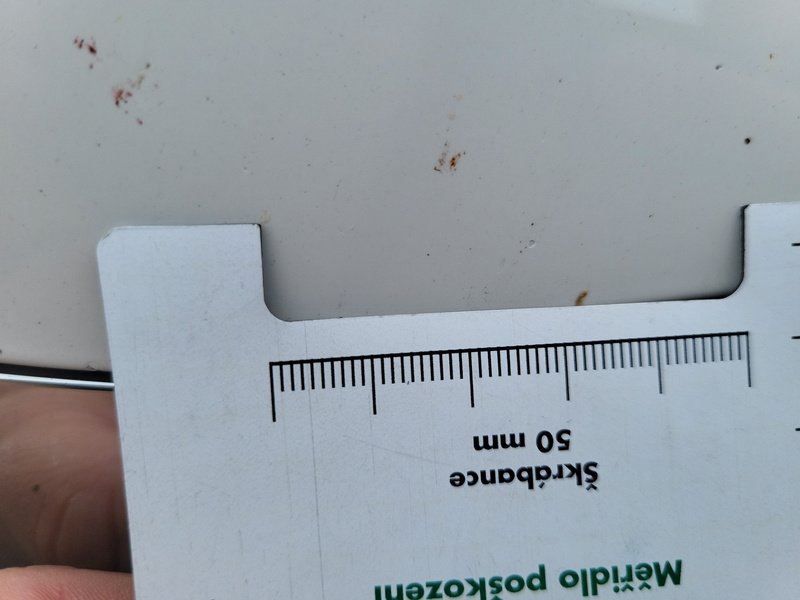 Měřidlo poškození
Škrábance
50 mm